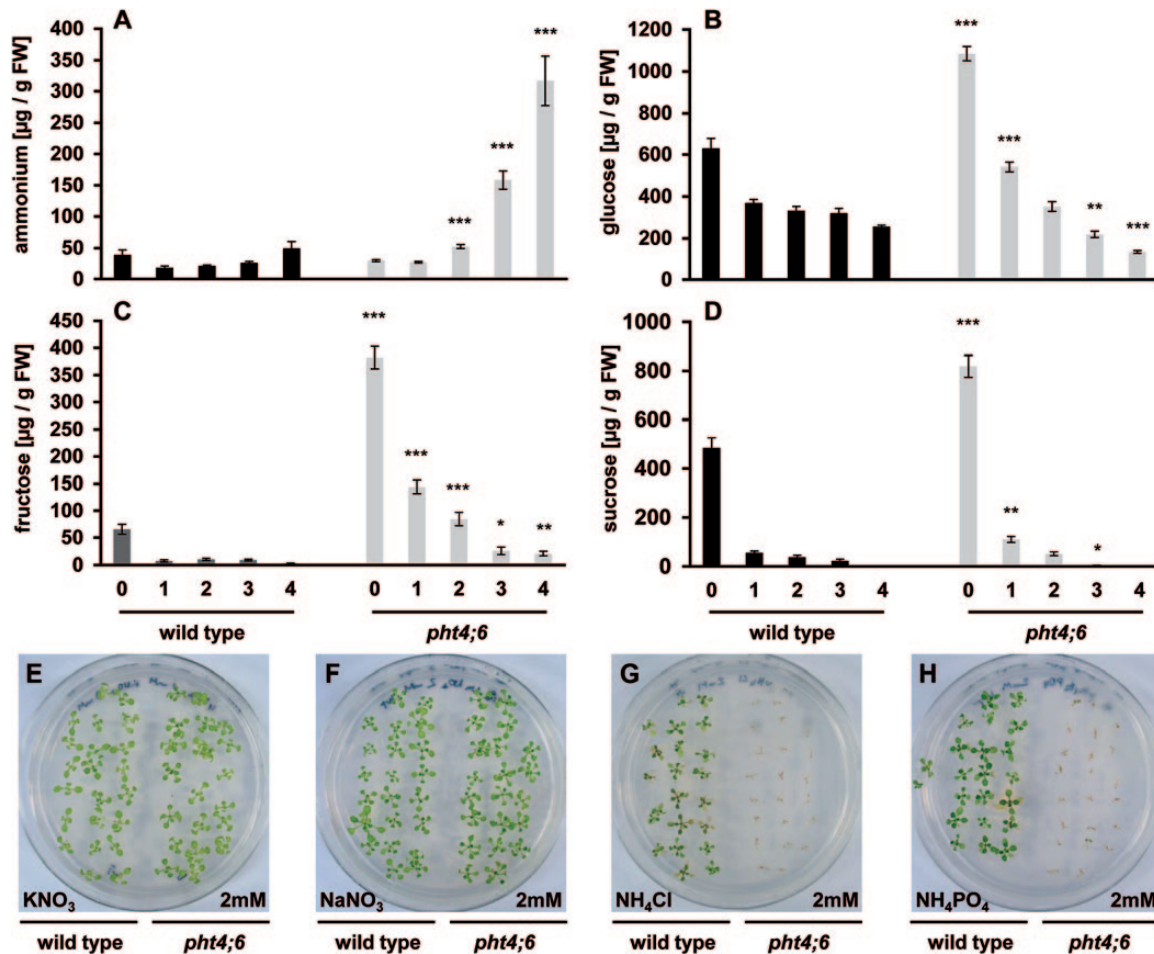 A
ammonium [µg / g FW]
400
350
300
250
200
150
100
50
0
***
***
***
B
glucose [µg / g FW]
1200
1000
800
600
400
200
0
***
***
**
***
C
fructose [µg / g FW]
450
400
350
300
250
200
150
100
50
0
***
***
***
*
**
0 1 2 3 4 0 1 2 3 4
wild type pht4;6
D
sucrose [µg / g FW]
1000
800
600
400
200
0
***
**
*
0 1 2 3 4 0 1 2 3 4
wild type pht4;6
E
KNO₃ 2mM
wild type pht4;6
F
NaNO₃ 2mM
wild type pht4;6
G
NH₄Cl 2mM
wild type pht4;6
H
NH₄PO₄ 2mM
wild type pht4;6